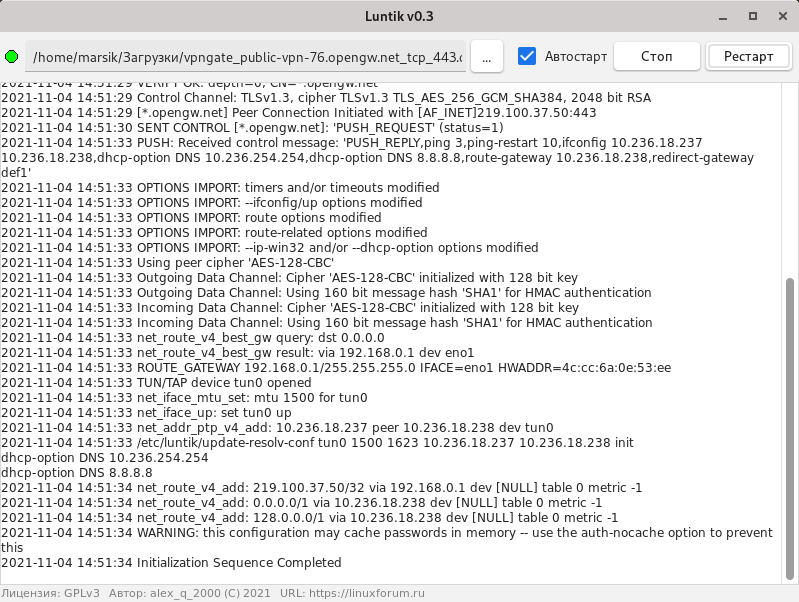 Luntik v0.3
/home/marsik/Загрузки/vpngate_public-vpn-76.opengw.net_tcp_443.
...
Автостарт
Стоп
Рестарт
2021-11-04 14:51:29 VERIFY OK: depth=0, CN=*.opengw.net
2021-11-04 14:51:29 Control Channel: TLSv1.3, cipher TLSv1.3 TLS_AES_256_GCM_SHA384, 2048 bit RSA
2021-11-04 14:51:29 [*.opengw.net] Peer Connection Initiated with [AF_INET]219.100.37.50:443
2021-11-04 14:51:30 SENT CONTROL [*.opengw.net]: 'PUSH_REQUEST' (status=1)
2021-11-04 14:51:33 PUSH: Received control message: 'PUSH_REPLY,ping 3,ping-restart 10,ifconfig 10.236.18.237
10.236.18.238,dhcp-option DNS 10.236.254.254,dhcp-option DNS 8.8.8.8,route-gateway 10.236.18.238,redirect-gateway
def1'
2021-11-04 14:51:33 OPTIONS IMPORT: timers and/or timeouts modified
2021-11-04 14:51:33 OPTIONS IMPORT: --ifconfig/up options modified
2021-11-04 14:51:33 OPTIONS IMPORT: route options modified
2021-11-04 14:51:33 OPTIONS IMPORT: route-related options modified
2021-11-04 14:51:33 OPTIONS IMPORT: --ip-win32 and/or --dhcp-option options modified
2021-11-04 14:51:33 Using peer cipher 'AES-128-CBC'
2021-11-04 14:51:33 Outgoing Data Channel: Cipher 'AES-128-CBC' initialized with 128 bit key
2021-11-04 14:51:33 Outgoing Data Channel: Using 160 bit message hash 'SHA1' for HMAC authentication
2021-11-04 14:51:33 Incoming Data Channel: Cipher 'AES-128-CBC' initialized with 128 bit key
2021-11-04 14:51:33 Incoming Data Channel: Using 160 bit message hash 'SHA1' for HMAC authentication
2021-11-04 14:51:33 net_route_v4_best_gw query: dst 0.0.0.0
2021-11-04 14:51:33 net_route_v4_best_gw result: via 192.168.0.1 dev eno1
2021-11-04 14:51:33 ROUTE_GATEWAY 192.168.0.1/255.255.255.0 IFACE=eno1 HWADDR=4c:cc:6a:0e:53:ee
2021-11-04 14:51:33 TUN/TAP device tun0 opened
2021-11-04 14:51:33 net_iface_mtu_set: mtu 1500 for tun0
2021-11-04 14:51:33 net_iface_up: set tun0 up
2021-11-04 14:51:33 net_addr_ptp_v4_add: 10.236.18.237 peer 10.236.18.238 dev tun0
2021-11-04 14:51:33 /etc/luntik/update-resolv-conf tun0 1500 1623 10.236.18.237 10.236.18.238 init
dhcp-option DNS 10.236.254.254
dhcp-option DNS 8.8.8.8
2021-11-04 14:51:34 net_route_v4_add: 219.100.37.50/32 via 192.168.0.1 dev [NULL] table 0 metric -1
2021-11-04 14:51:34 net_route_v4_add: 0.0.0.0/1 via 10.236.18.238 dev [NULL] table 0 metric -1
2021-11-04 14:51:34 net_route_v4_add: 128.0.0.0/1 via 10.236.18.238 dev [NULL] table 0 metric -1
2021-11-04 14:51:34 WARNING: this configuration may cache passwords in memory -- use the auth-nocache option to prevent
this
2021-11-04 14:51:34 Initialization Sequence Completed
Лицензия: GPLv3 Автор: alex_q_2000 (C) 2021 URL: https://linuxforum.ru